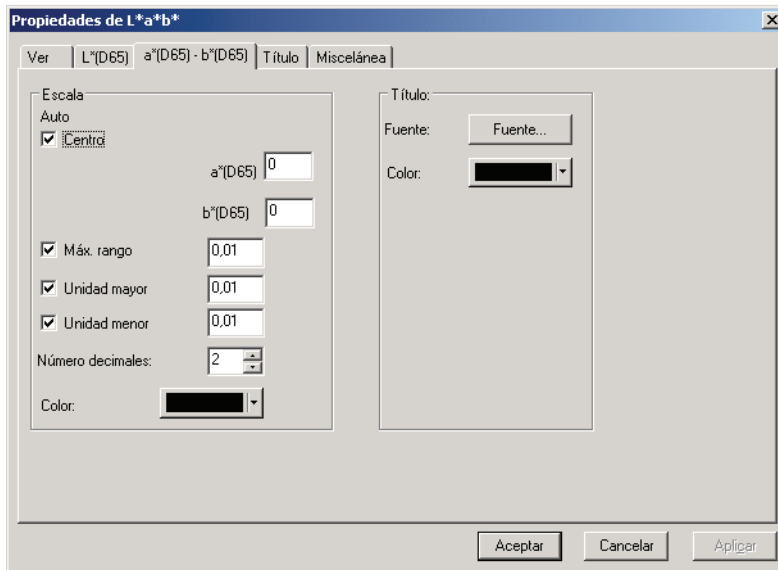 Propiedades de L*a*b*
Ver L*(D65) a*(D65) - b*(D65) Título Miscelánea
Escala
Auto
Centro
a*(D65) 0
b*(D65) 0
Máx. rango 0,01
Unidad mayor 0,01
Unidad menor 0,01
Número decimales: 2
Color:
Título:
Fuente: Fuente...
Color:
Aceptar Cancelar Aplicar